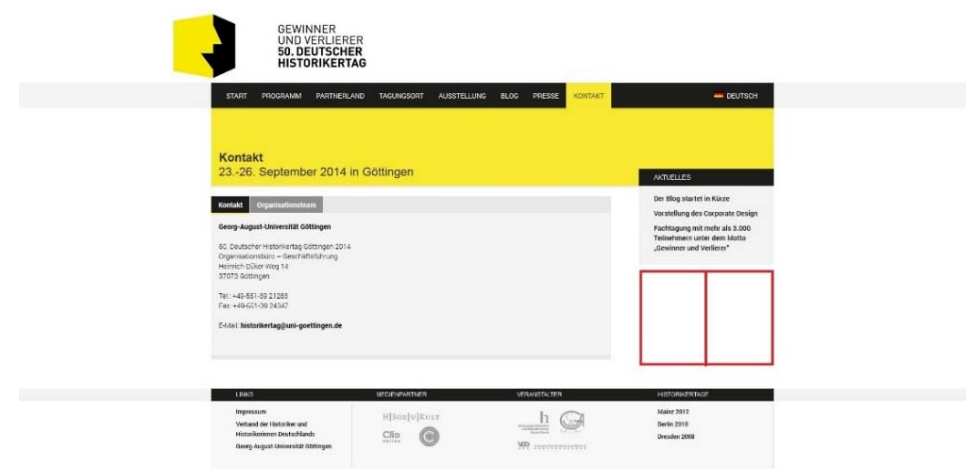 GEWINNER
UND VERLIERER
50. DEUTSCHER
HISTORIKERTAG
START PROGRAMM PARTNERLAND TAGUNGSORT AUSSTELLUNG BLOG PRESSE KONTAKT DEUTSCH
Kontakt
23.-26. September 2014 in Göttingen
Kontakt Organisationsteam
Georg-August-Universität Göttingen
50. Deutscher Historikertag Göttingen 2014
Organisationsbüro – Geschäftsführung
Heinrich-Düker-Weg 14
37073 Göttingen
Tel.: +49-551-39 21283
Fax: +49-551-39 24347
E-Mail: historikertag@uni-goettingen.de
AKTUELLES
Der Blog startet in Kürze
Vorstellung des Corporate Design
Fachtagung mit mehr als 3.000
Teilnehmern unter dem Motto
„Gewinner und Verlierer“
LINKS
Impressum
Verband der Historiker und
Historikerinnen Deutschlands
Georg-August-Universität Göttingen
MEDIENPARTNER
H|Soz|u|Kult
Clio
online
VERANSTALTER
h
VGD
HISTORIKERTAGE
Mainz 2012
Berlin 2010
Dresden 2008